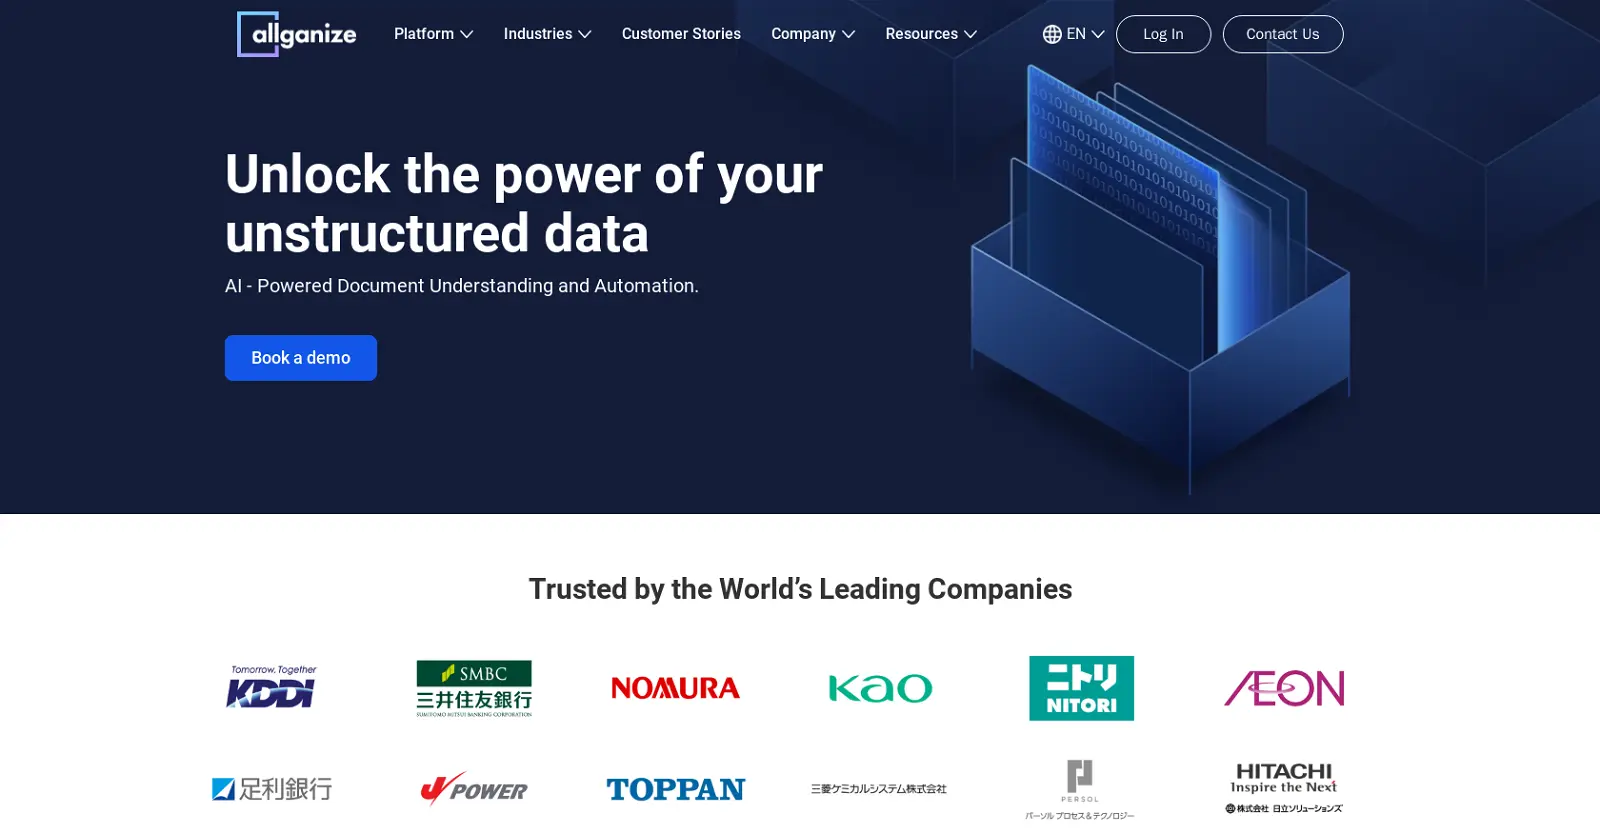 allganize Platform Industries Customer Stories Company Resources EN Log In Contact Us
Unlock the power of your
unstructured data
AI - Powered Document Understanding and Automation.
Book a demo
Trusted by the World’s Leading Companies
Tomorrow, Together
KDDI
SMBC
三井住友銀行
SUMITOMO MITSUI BANKING CORPORATION
NOMURA
Kao
ニトリ
NITORI
ÆON
足利銀行
J POWER
TOPPAN
三菱ケミカルシステム株式会社
PERSOL
パーソル プロセス＆テクノロジー
HITACHI
Inspire the Next
株式会社 日立ソリューションズ